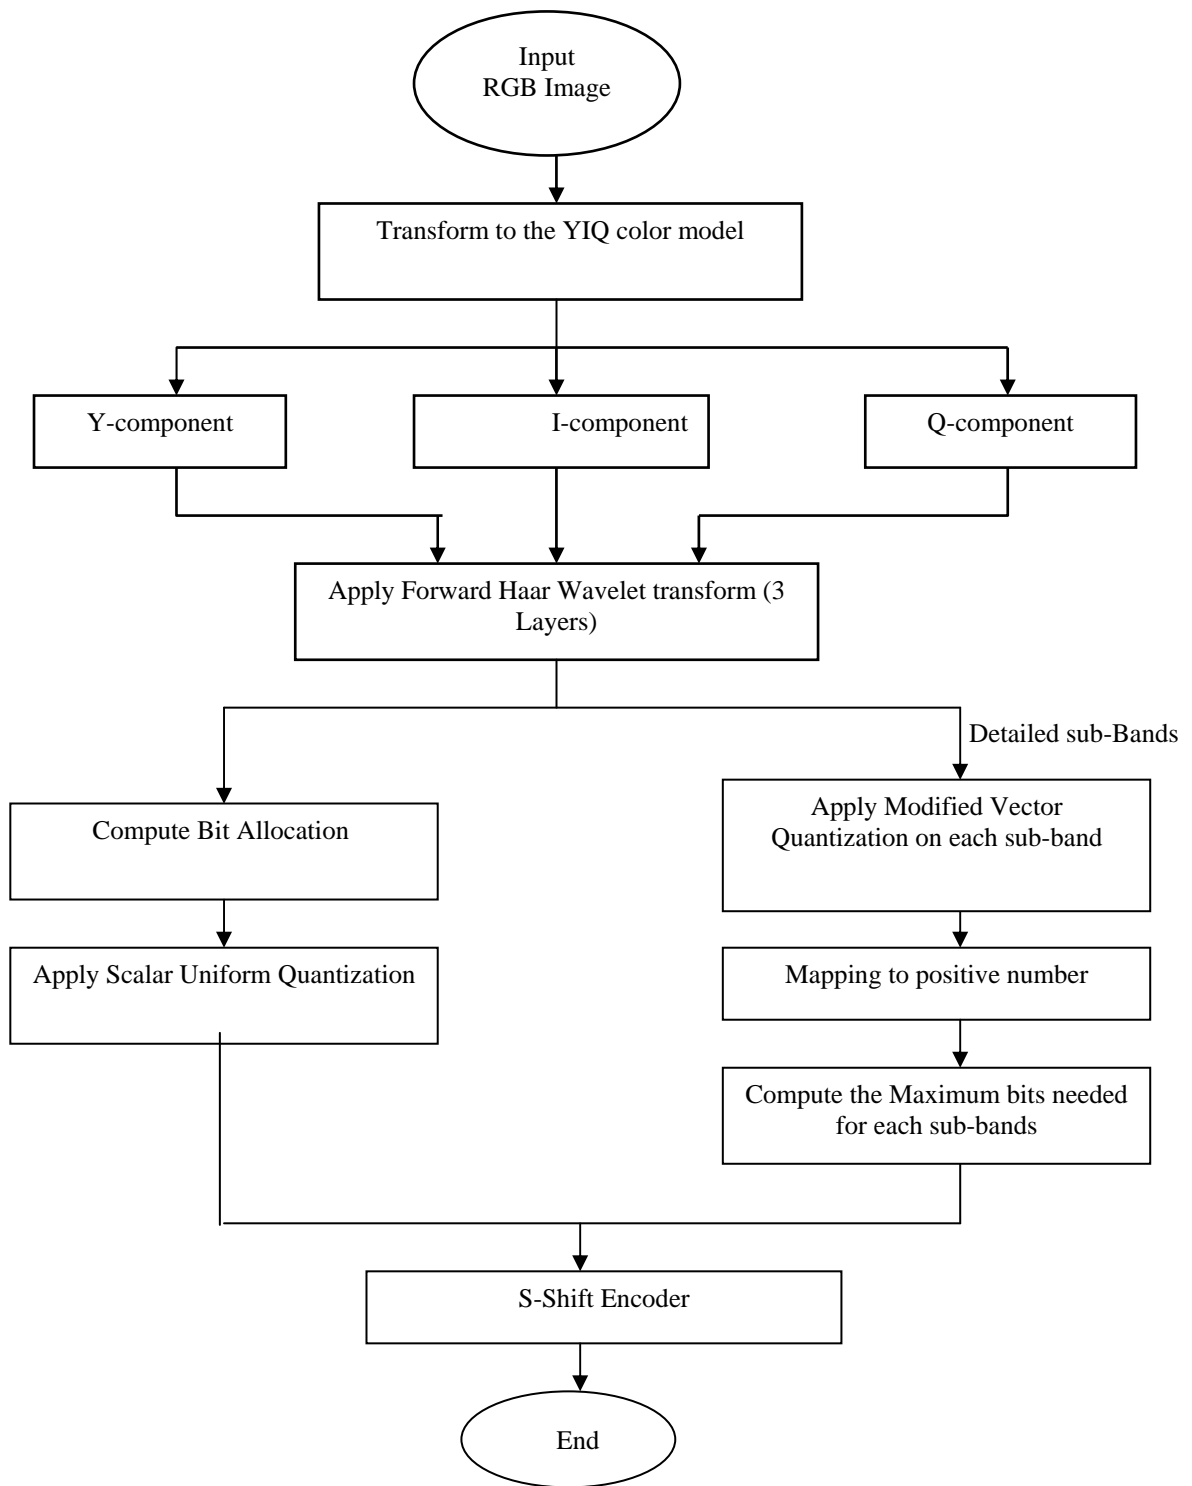 Input
RGB Image
Transform to the YIQ color model
Y-component
I-component
Q-component
Apply Forward Haar Wavelet transform (3
Layers)
Detailed sub-Bands
Compute Bit Allocation
Apply Modified Vector
Quantization on each sub-band
Apply Scalar Uniform Quantization
Mapping to positive number
Compute the Maximum bits needed
for each sub-bands
S-Shift Encoder
End